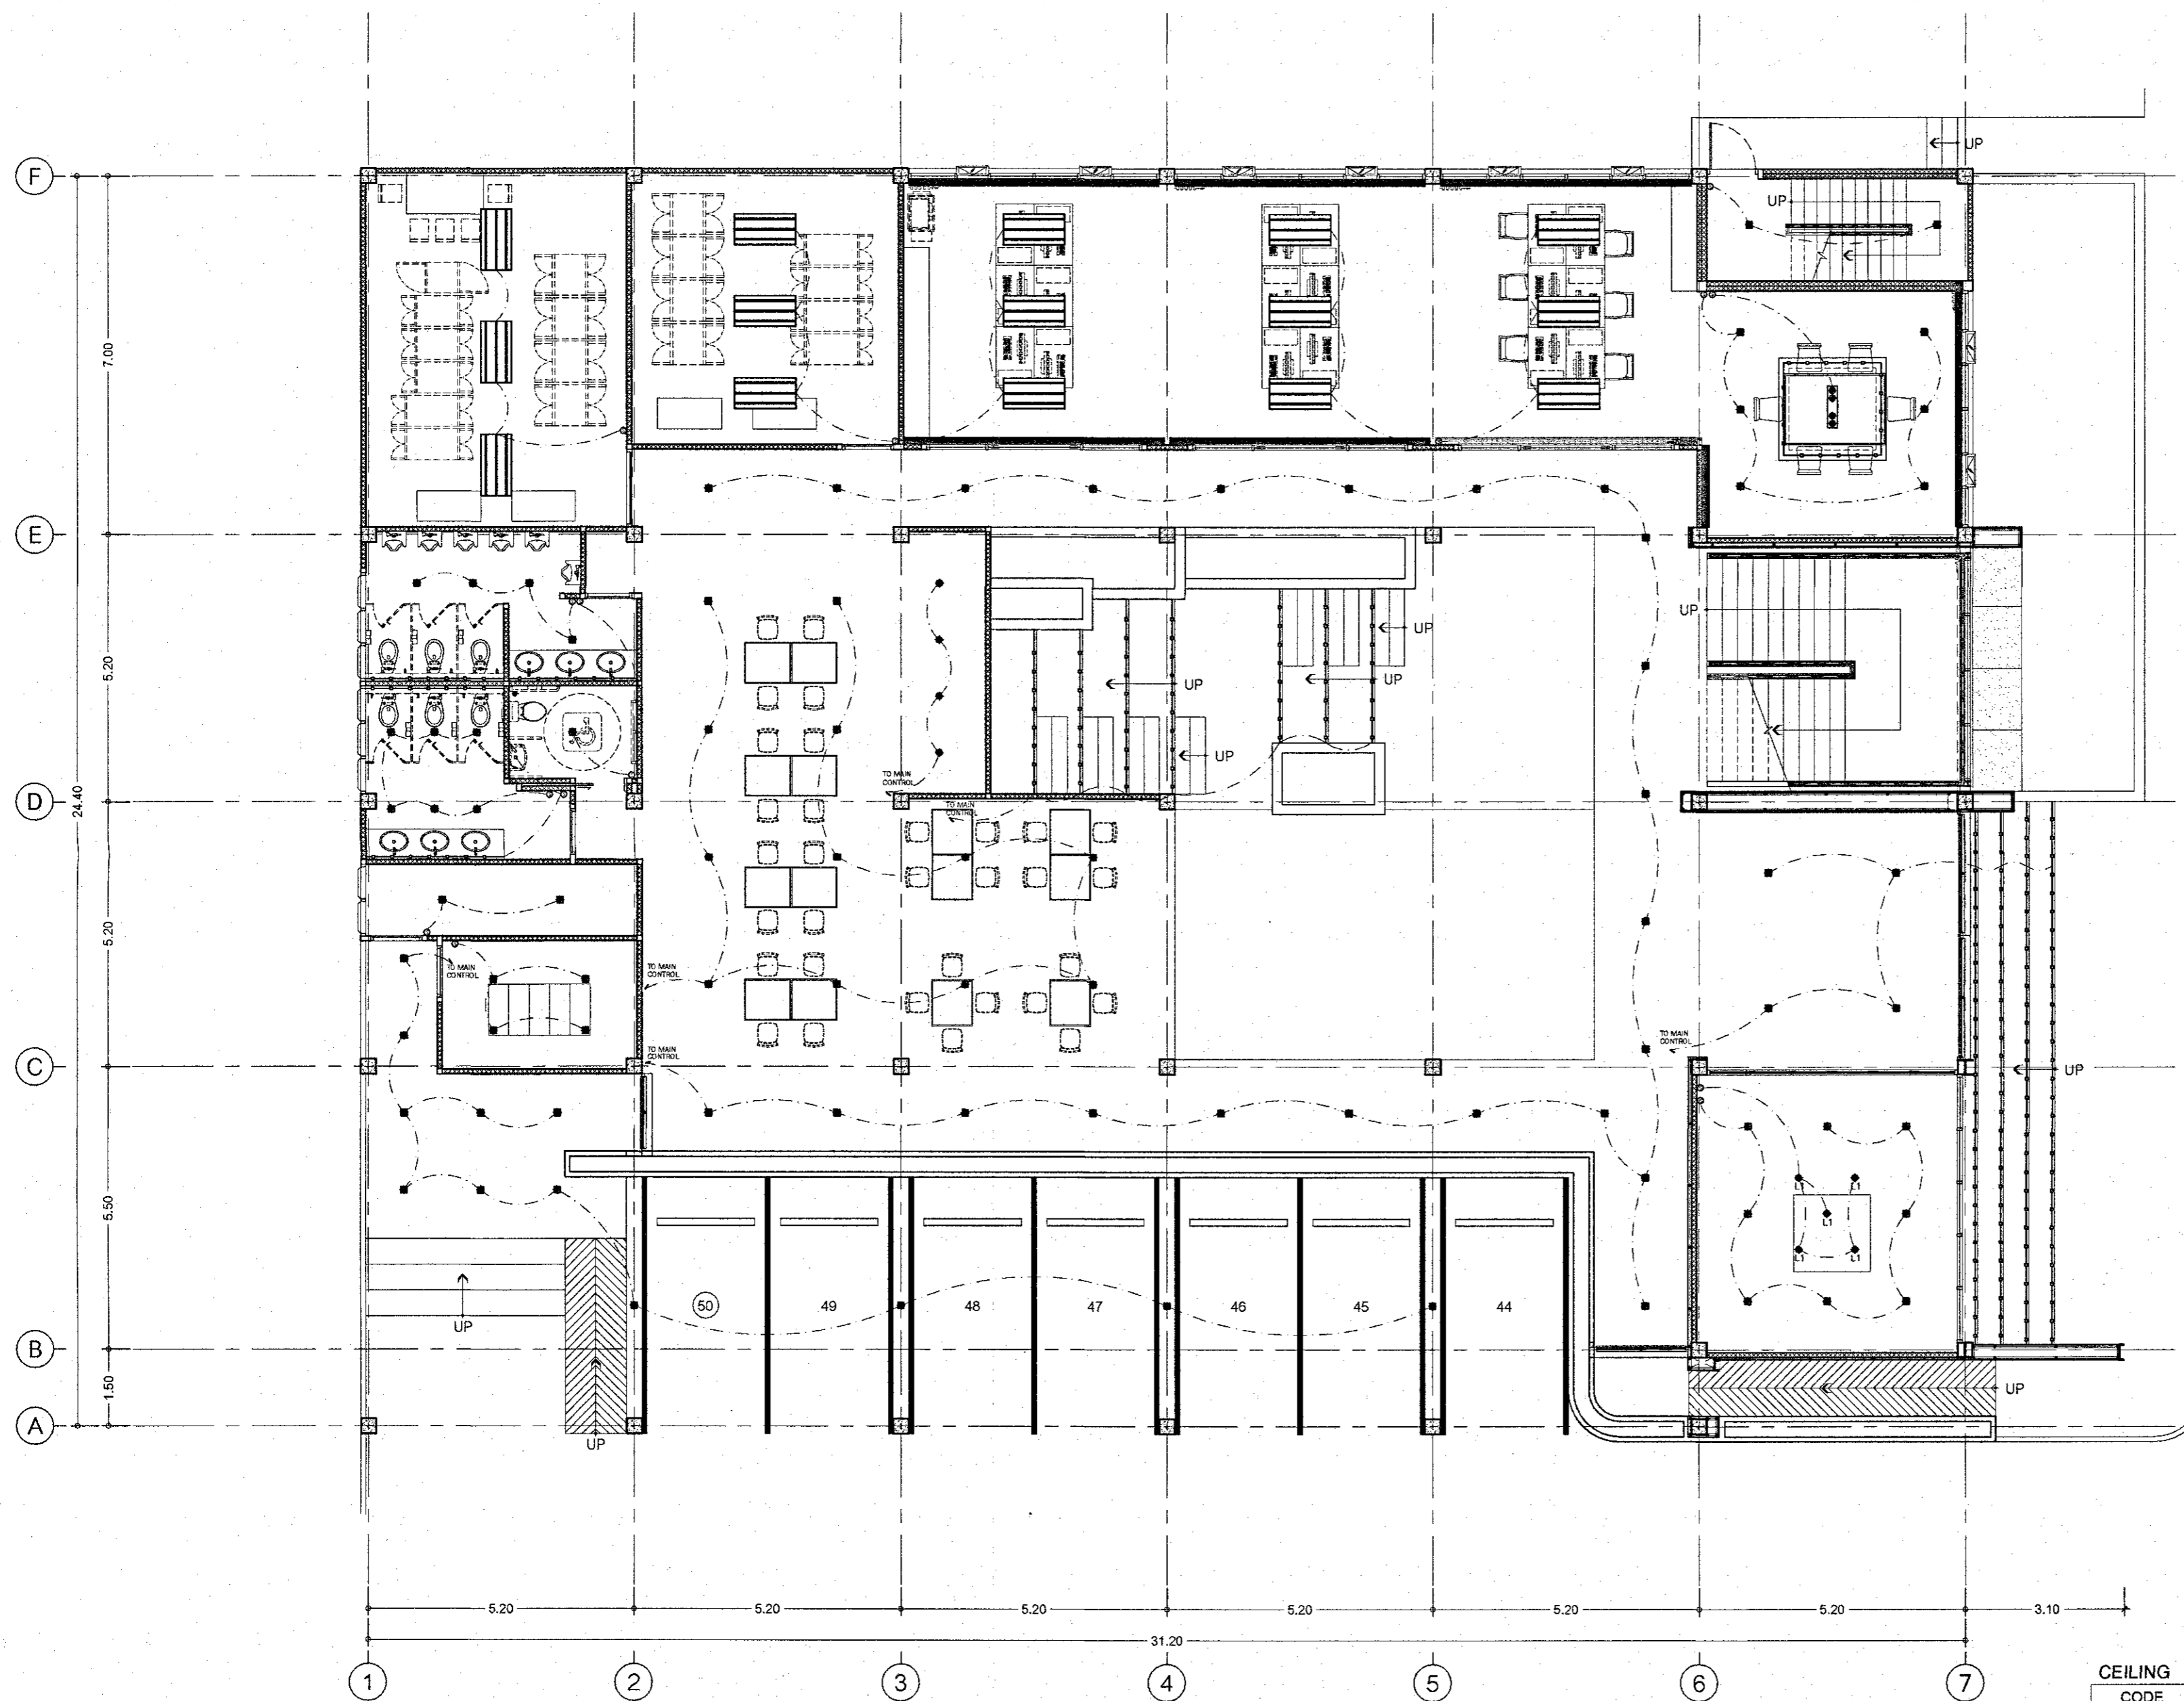 UP
F
UP
7.00
E
UP
UP
5.20
UP
UP
UP
TO MAIN
CONTROL
24.40
D
TO MAIN
CONTROL
5.20
TO MAIN
CONTROL
TO MAIN
CONTROL
TO MAIN
CONTROL
TO MAIN
CONTROL
C
UP
L1
L1
L1
L1
L1
5.50
50
49
48
47
46
45
44
UP
B
1.50
UP
A
UP
5.20
5.20
5.20
5.20
5.20
5.20
3.10
31.20
1
2
3
4
5
6
7
CEILING
CODE